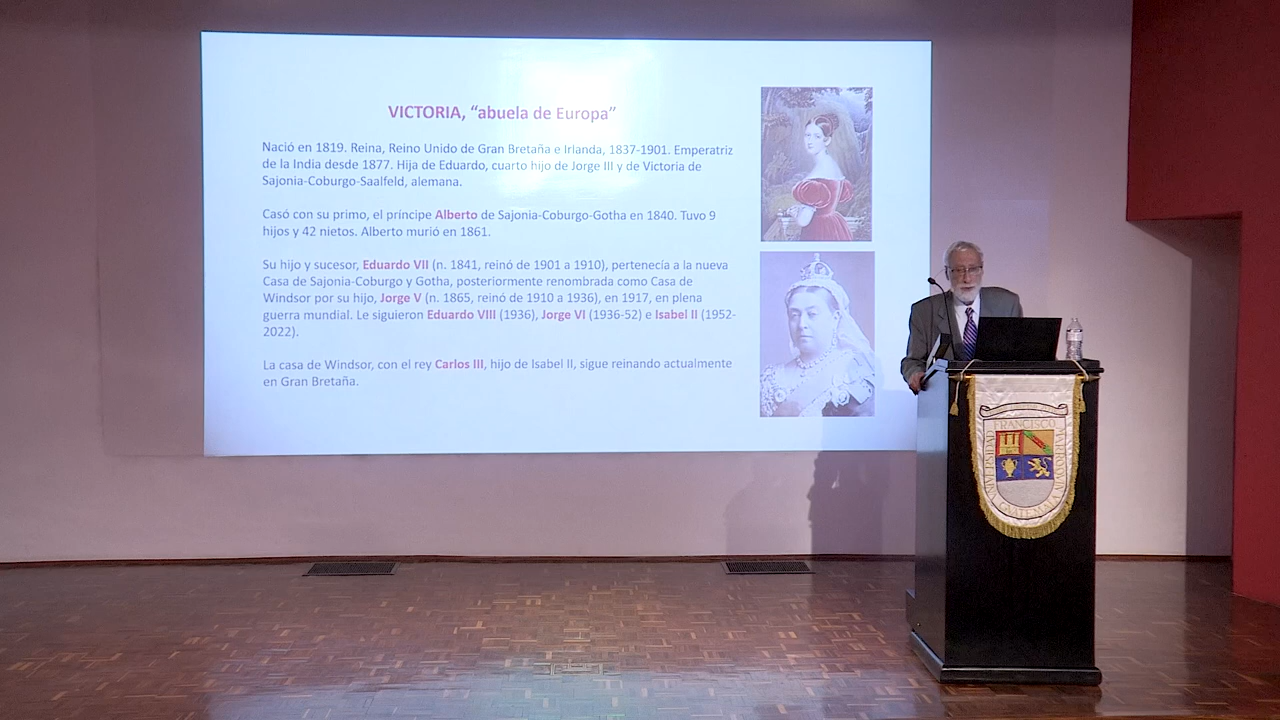 VICTORIA, “abuela de Europa”
Nació en 1819. Reina, Reino Unido de Gran Bretaña e Irlanda, 1837-1901. Emperatriz
de la India desde 1877. Hija de Eduardo, cuarto hijo de Jorge III y de Victoria de
Sajonia-Coburgo-Saalfeld, alemana.
Casó con su primo, el príncipe Alberto de Sajonia-Coburgo-Gotha en 1840. Tuvo 9
hijos y 42 nietos. Alberto murió en 1861.
Su hijo y sucesor, Eduardo VII (n. 1841, reinó de 1901 a 1910), pertenecía a la nueva
Casa de Sajonia-Coburgo y Gotha, posteriormente renombrada como Casa de
Windsor por su hijo, Jorge V (n. 1865, reinó de 1910 a 1936), en 1917, en plena
guerra mundial. Le siguieron Eduardo VIII (1936), Jorge VI (1936-52) e Isabel II (1952-
2022).
La casa de Windsor, con el rey Carlos III, hijo de Isabel II, sigue reinando actualmente
en Gran Bretaña.
UNIVERSIDAD FRANCISCO MARROQUIN
GUATEMALA